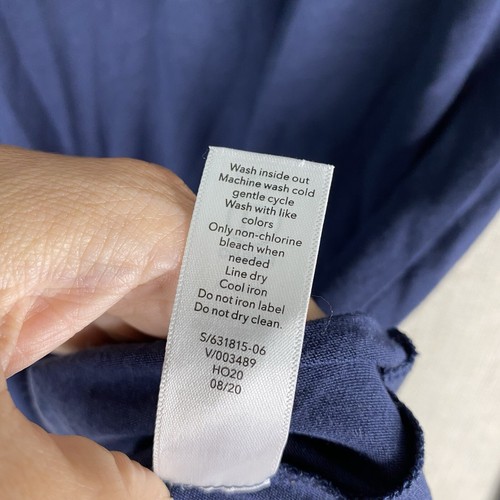 Wash inside out
Machine wash cold
gentle cycle
Wash with like
colors
Only non-chlorine
bleach when
needed
Line dry
Cool iron
Do not iron label
Do not dry clean.
S/631815-06
V/003489
HO20
08/20